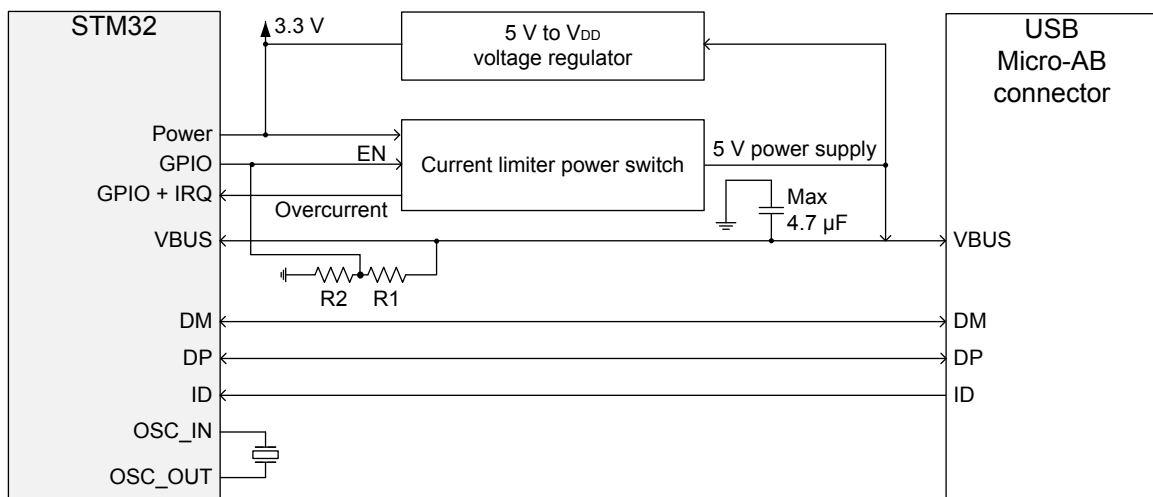 STM32
3.3 V
5 V to VDD
voltage regulator
USB
Micro-AB
connector
Power
GPIO
EN
GPIO + IRQ
Overcurrent
Current limiter power switch
5 V power supply
Max
4.7 µF
VBUS
VBUS
R2
R1
DM
DM
DP
DP
ID
ID
OSC_IN
OSC_OUT